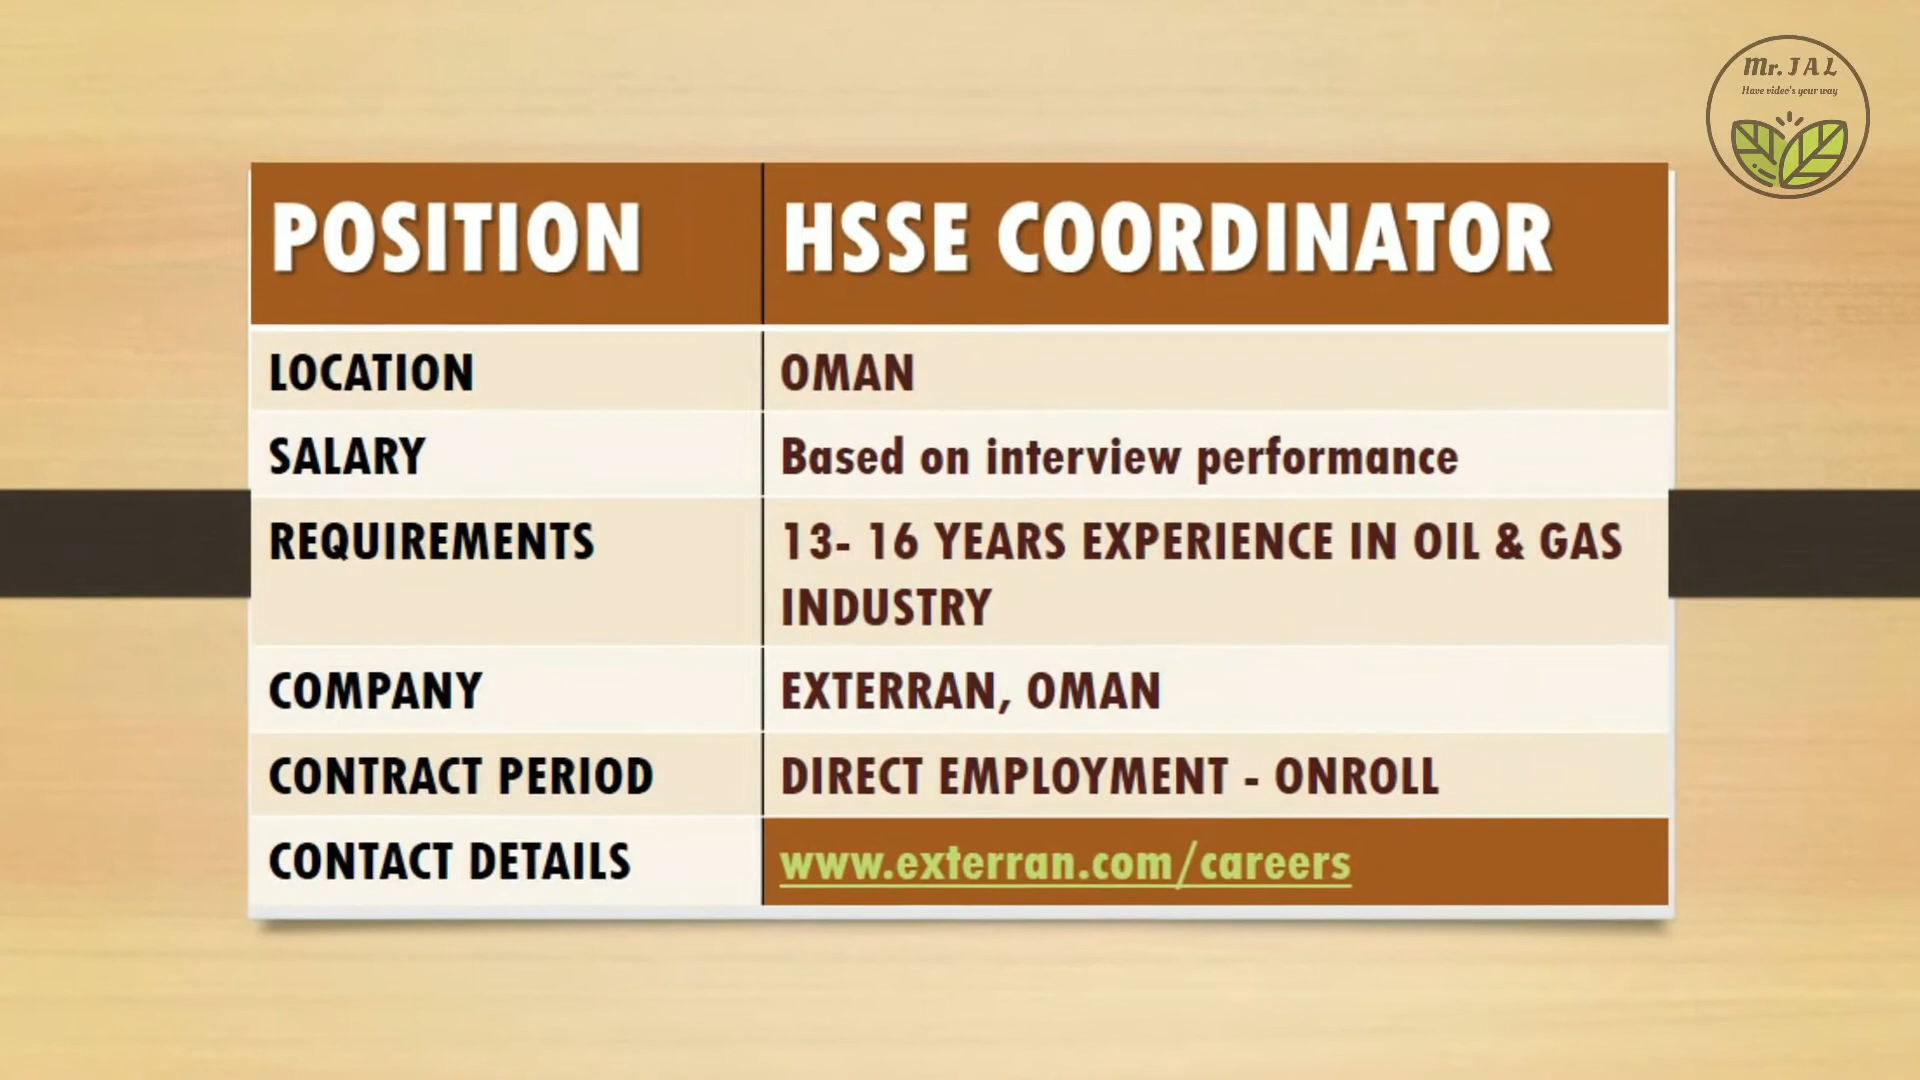 Mr. JAL
Have video's your way
POSITION HSSE COORDINATOR
LOCATION OMAN
SALARY Based on interview performance
REQUIREMENTS 13- 16 YEARS EXPERIENCE IN OIL & GAS
INDUSTRY
COMPANY EXTERRAN, OMAN
CONTRACT PERIOD DIRECT EMPLOYMENT - ONROLL
CONTACT DETAILS www.exterran.com/careers